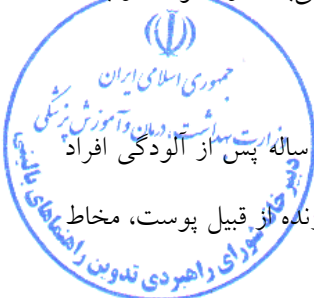 جمهوری اسلامی ایران
وزارت بهداشت، درمان و آموزش پزشکی
ساله پس از آلودگی افراد
از قبیل پوست، مخاط
دبیرخانه شورای راهبردی تدوین راهنماهای بالینی